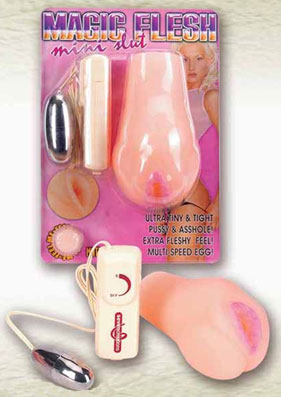 MAGIC FLESH
mini slut
ULTRA TINY & TIGHT
PUSSY & ASSHOLE!
EXTRA FLESHY FEEL!
MULTI SPEED EGG!